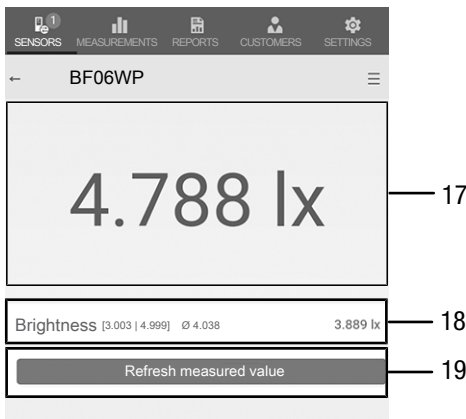 1
SENSORS MEASUREMENTS REPORTS CUSTOMERS SETTINGS
← BF06WP ☰
4.788 lx
17
Brightness [3.003 | 4.999] Ø 4.038 3.889 lx
18
Refresh measured value
19